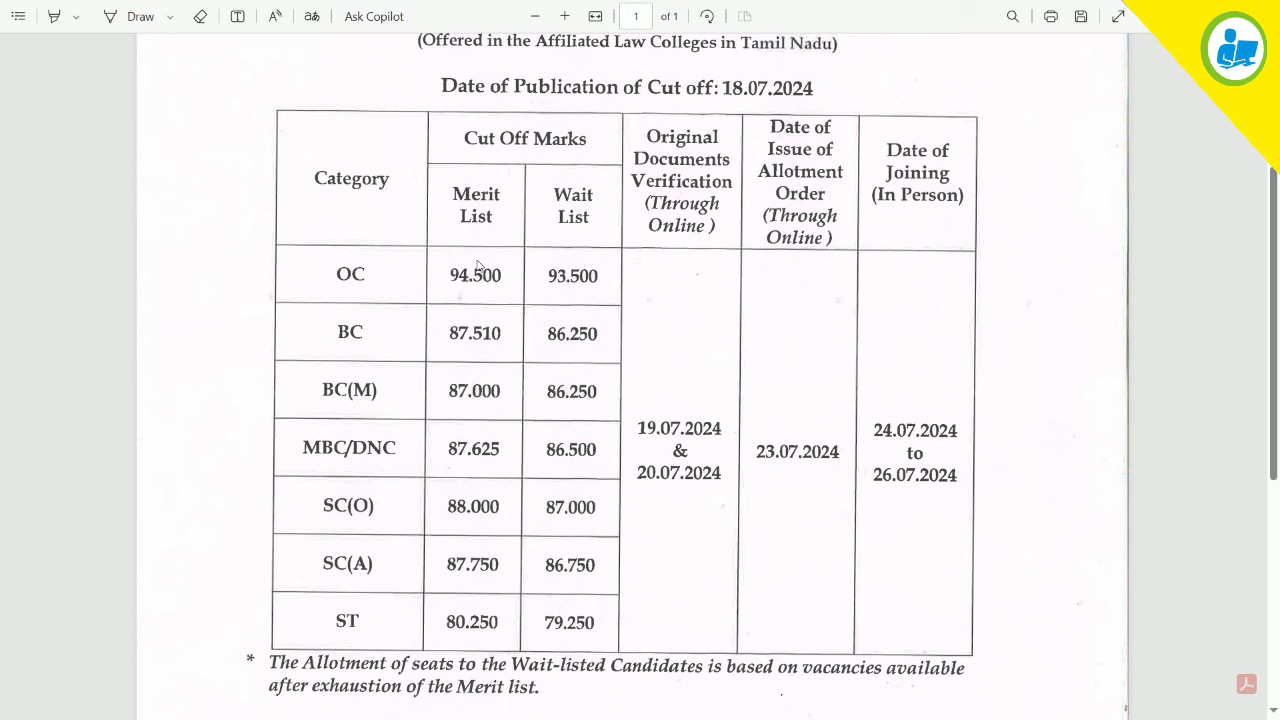 Draw
Ask Copilot
1 of 1
(Offered in the Affiliated Law Colleges in Tamil Nadu)
Date of Publication of Cut off: 18.07.2024
Category
Cut Off Marks
Merit List
Wait List
Original Documents Verification (Through Online )
Date of Issue of Allotment Order (Through Online )
Date of Joining (In Person)
OC 94.500 93.500
BC 87.510 86.250
BC(M) 87.000 86.250
MBC/DNC 87.625 86.500
SC(O) 88.000 87.000
SC(A) 87.750 86.750
ST 80.250 79.250
19.07.2024
&
20.07.2024
23.07.2024
24.07.2024
to
26.07.2024
* The Allotment of seats to the Wait-listed Candidates is based on vacancies available
after exhaustion of the Merit list.